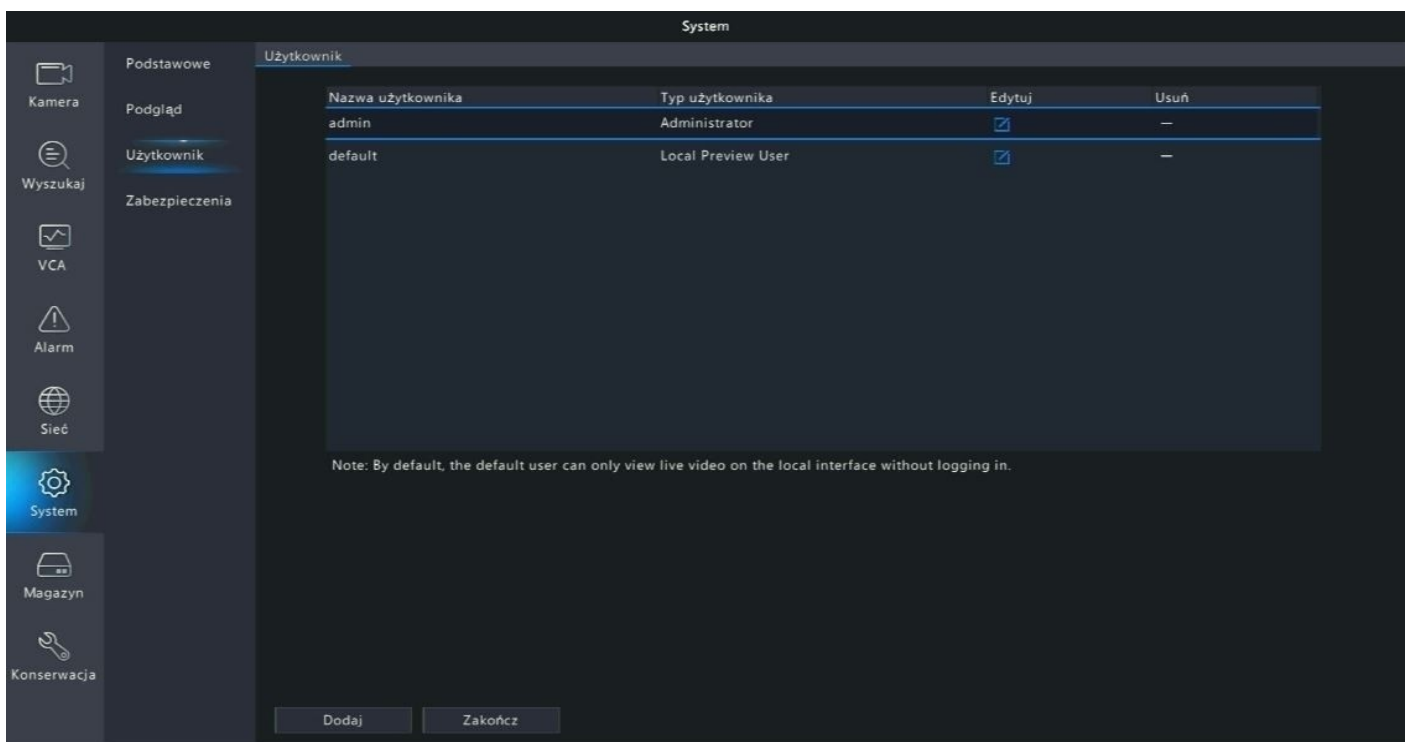 System
Kamera
Wyszukaj
VCA
Alarm
Sieć
System
Magazyn
Konserwacja
Podstawowe
Podgląd
Użytkownik
Zabezpieczenia
Użytkownik
Nazwa użytkownika Typ użytkownika Edytuj Usuń
admin Administrator —
default Local Preview User —
Note: By default, the default user can only view live video on the local interface without logging in.
Dodaj Zakończ